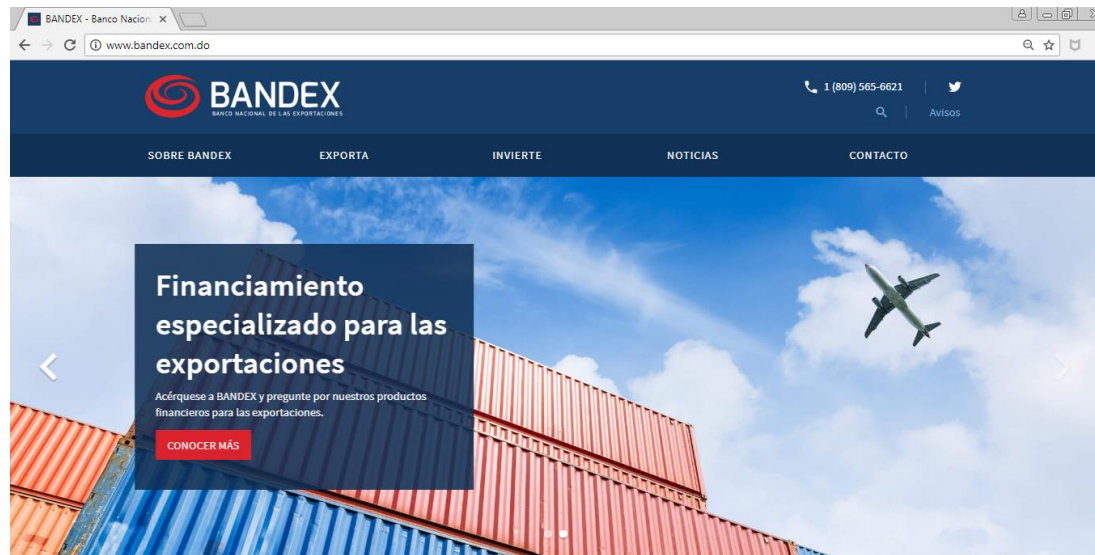 BANDEX - Banco Nacion
www.bandex.com.do
BANDEX
BANCO NACIONAL DE LAS EXPORTACIONES
1 (809) 565-6621
Avisos
SOBRE BANDEX EXPORTA INVIERTE NOTICIAS CONTACTO
Financiamiento
especializado para las
exportaciones
Acérquese a BANDEX y pregunte por nuestros productos
financieros para las exportaciones.
CONOCER MÁS